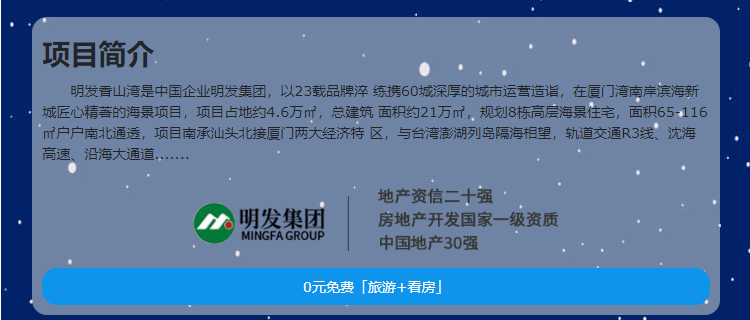 项目简介
明发香山湾是中国企业明发集团，以23载品牌淬 练携60城深厚的城市运营造诣，在厦门湾南岸滨海新
城匠心精著的海景项目，项目占地约4.6万㎡，总建筑 面积约21万㎡，规划8栋高层海景住宅，面积65-116
㎡户户南北通透，项目南承汕头北接厦门两大经济特 区，与台湾澎湖列岛隔海相望，轨道交通R3线、沈海
高速、沿海大通道.……
明发集团
MINGFA GROUP
地产资信二十强
房地产开发国家一级资质
中国地产30强
0元免费「旅游+看房」